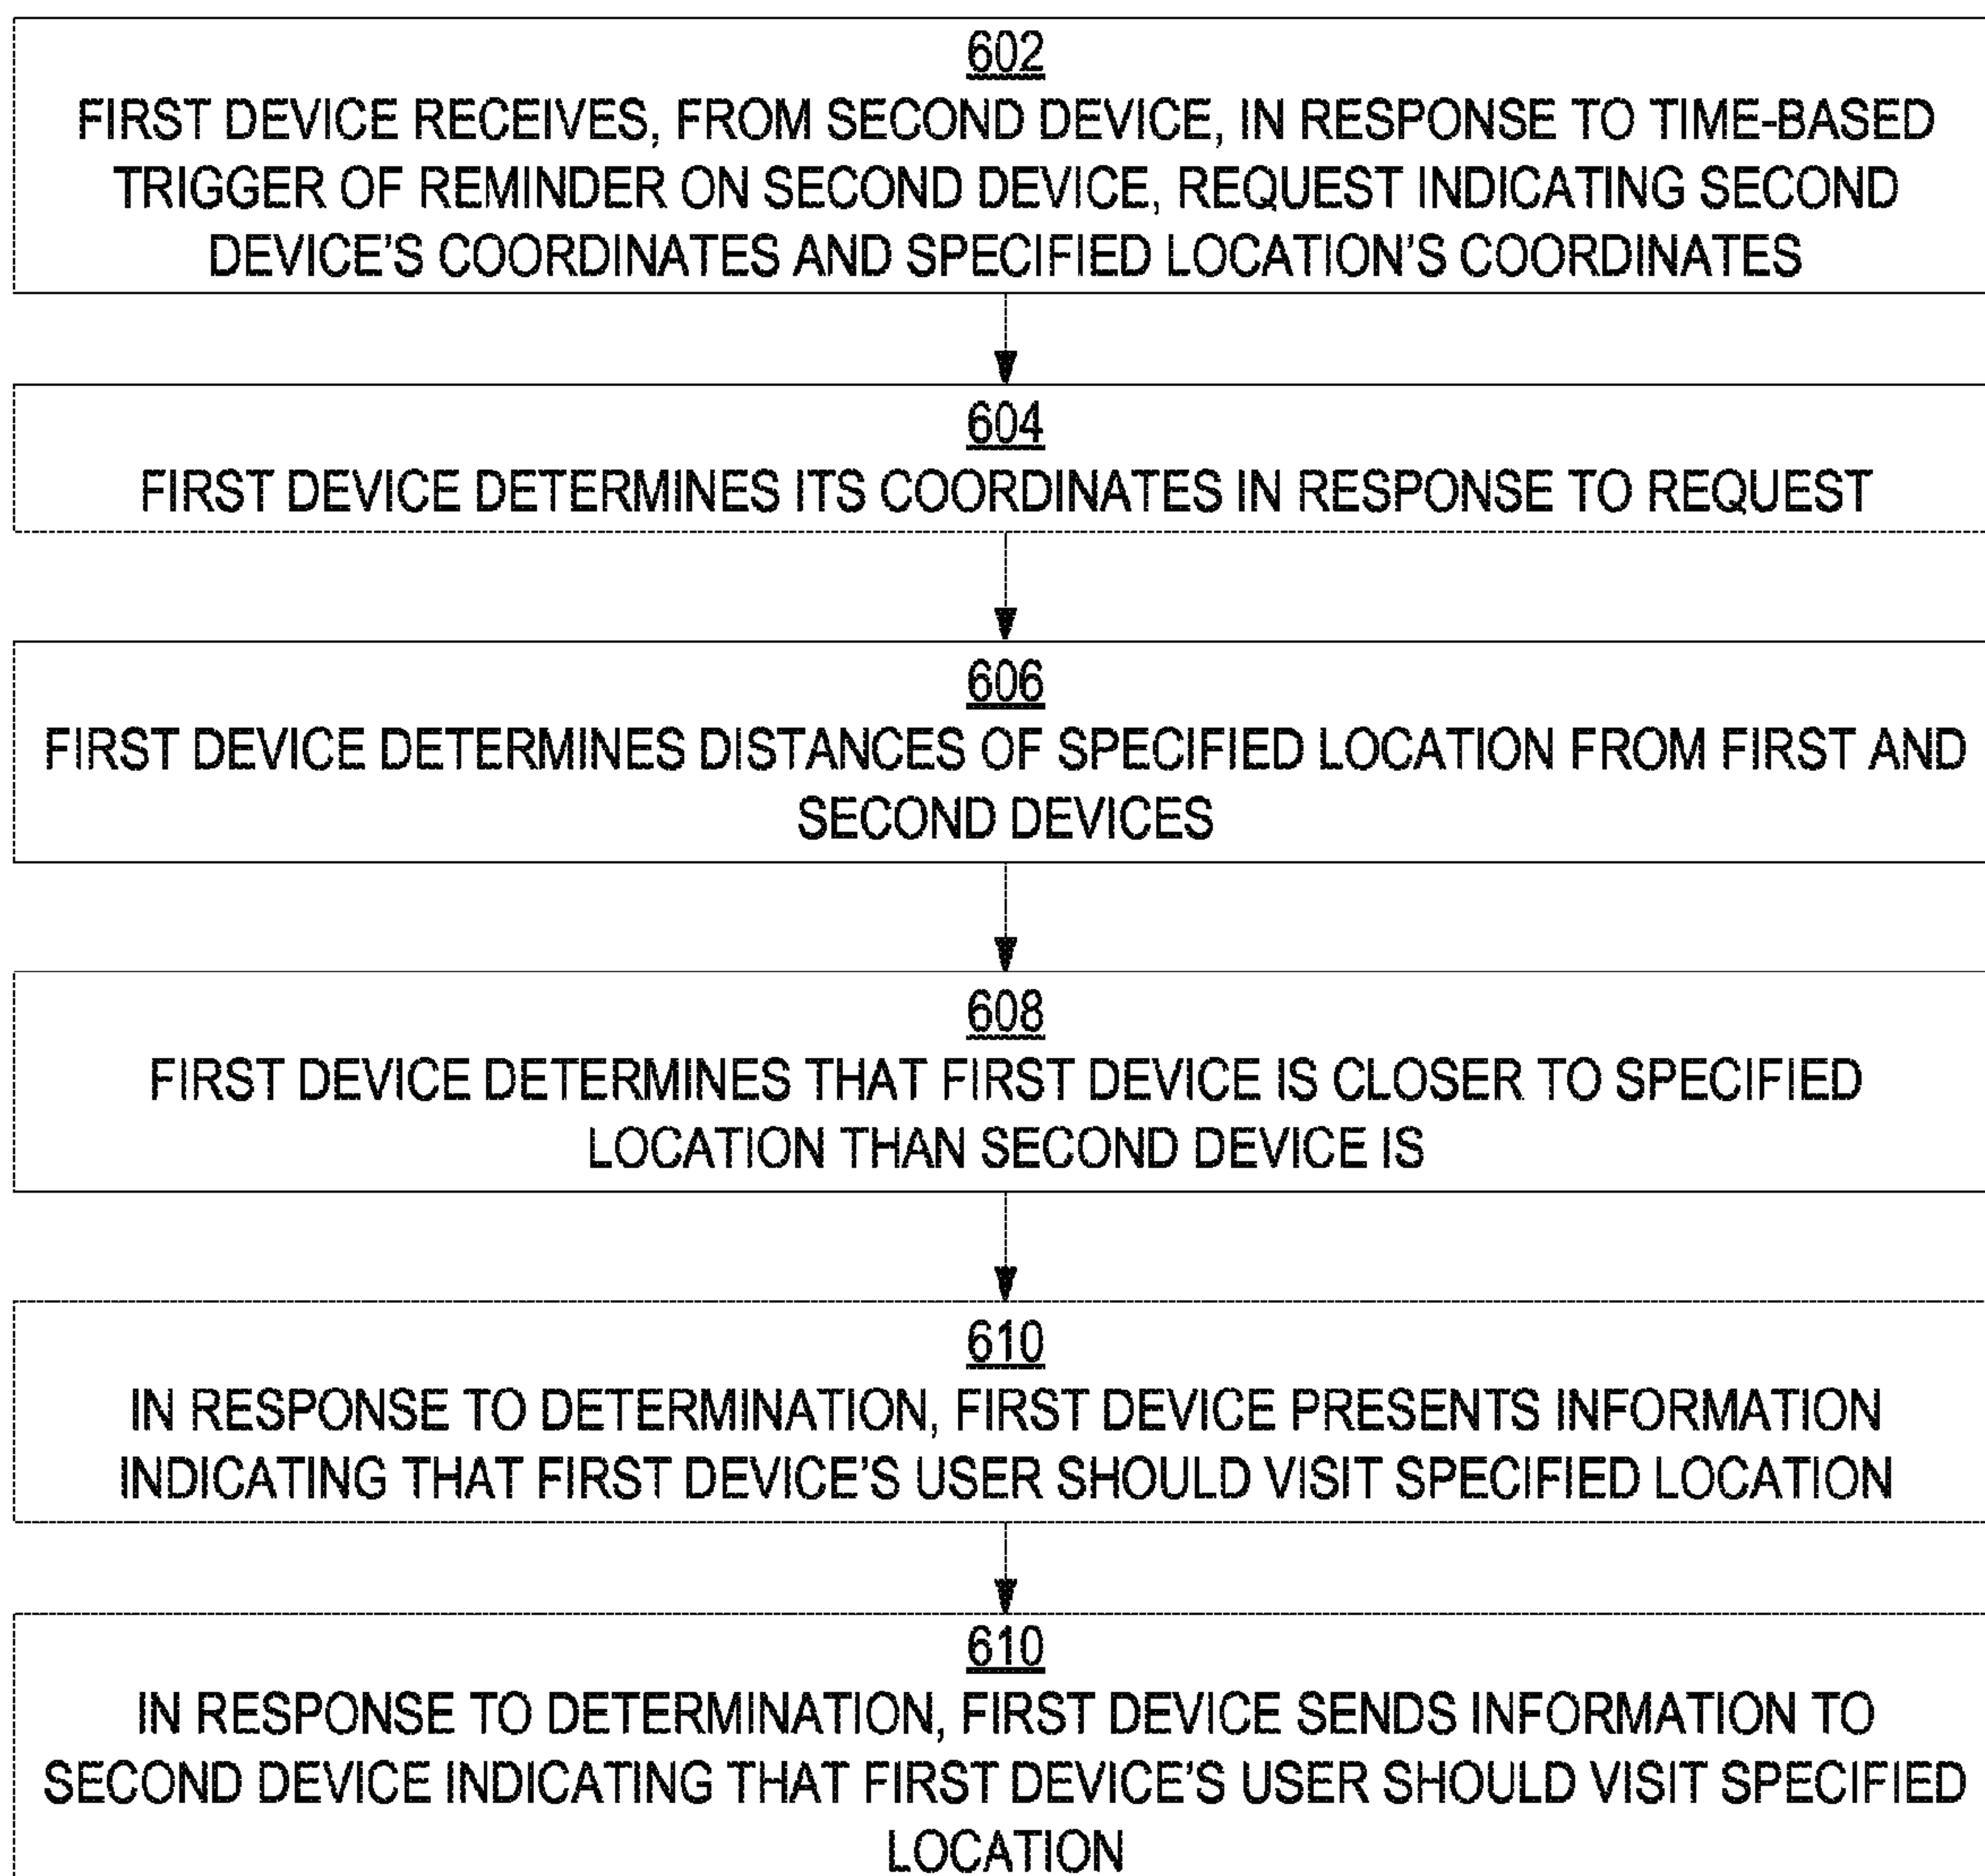 602
FIRST DEVICE RECEIVES, FROM SECOND DEVICE, IN RESPONSE TO TIME-BASED
TRIGGER OF REMINDER ON SECOND DEVICE, REQUEST INDICATING SECOND
DEVICE'S COORDINATES AND SPECIFIED LOCATION'S COORDINATES
604
FIRST DEVICE DETERMINES ITS COORDINATES IN RESPONSE TO REQUEST
606
FIRST DEVICE DETERMINES DISTANCES OF SPECIFIED LOCATION FROM FIRST AND
SECOND DEVICES
608
FIRST DEVICE DETERMINES THAT FIRST DEVICE IS CLOSER TO SPECIFIED
LOCATION THAN SECOND DEVICE IS
610
IN RESPONSE TO DETERMINATION, FIRST DEVICE PRESENTS INFORMATION
INDICATING THAT FIRST DEVICE'S USER SHOULD VISIT SPECIFIED LOCATION
610
IN RESPONSE TO DETERMINATION, FIRST DEVICE SENDS INFORMATION TO
SECOND DEVICE INDICATING THAT FIRST DEVICE'S USER SHOULD VISIT SPECIFIED
LOCATION